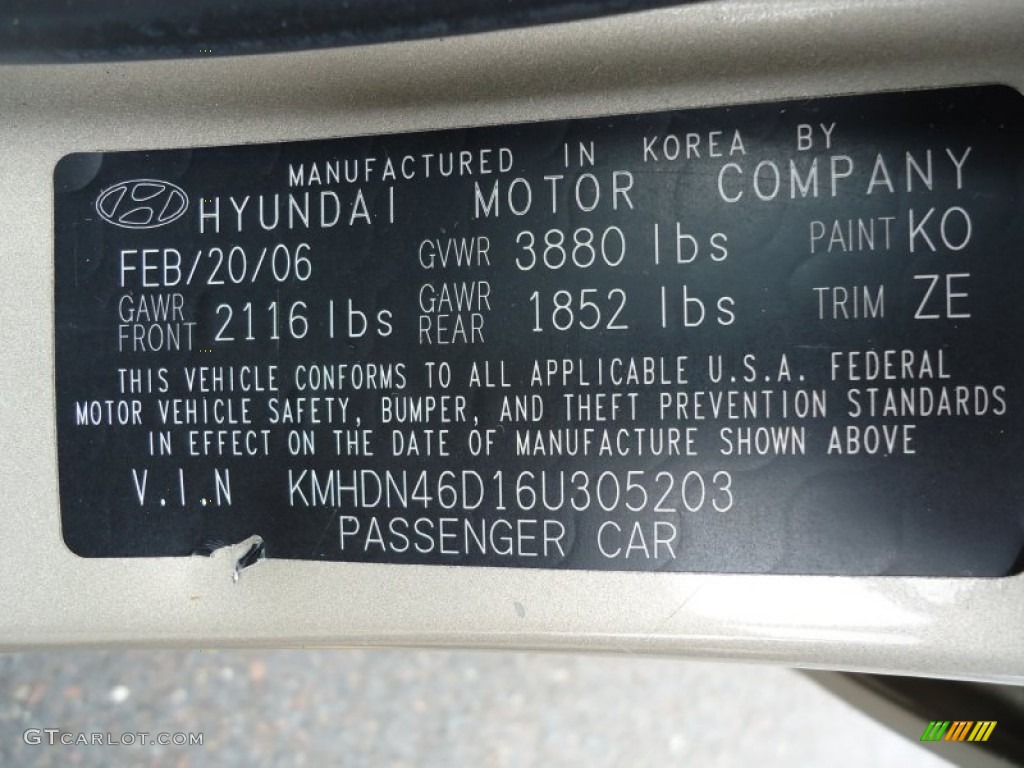 MANUFACTURED IN KOREA BY
HYUNDAI MOTOR COMPANY
FEB/20/06 GVWR 3880 lbs PAINT KO
GAWR FRONT 2116 lbs GAWR REAR 1852 lbs TRIM ZE
THIS VEHICLE CONFORMS TO ALL APPLICABLE U.S.A. FEDERAL
MOTOR VEHICLE SAFETY, BUMPER, AND THEFT PREVENTION STANDARDS
IN EFFECT ON THE DATE OF MANUFACTURE SHOWN ABOVE
V.I.N KMHDN46D16U305203
PASSENGER CAR
GTCARLOT.COM